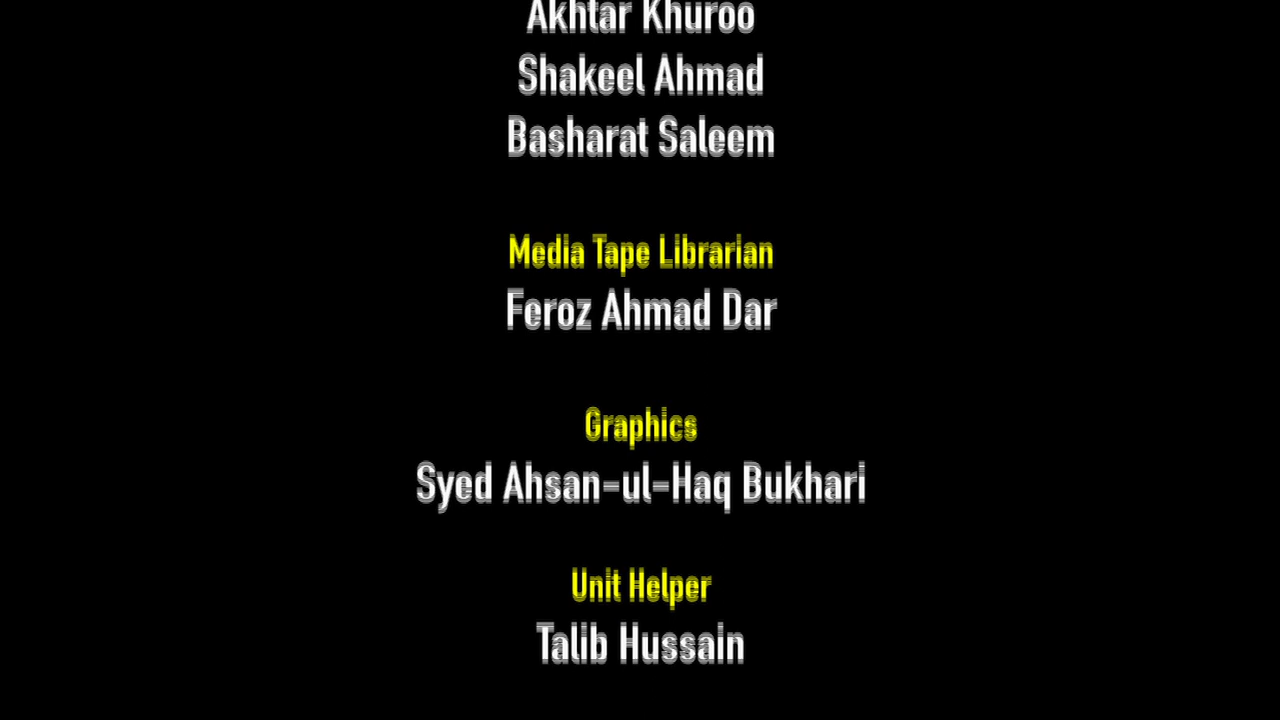 Akhtar Khuroo
Shakeel Ahmad
Basharat Saleem
Media Tape Librarian
Feroz Ahmad Dar
Graphics
Syed Ahsan-ul-Haq Bukhari
Unit Helper
Talib Hussain